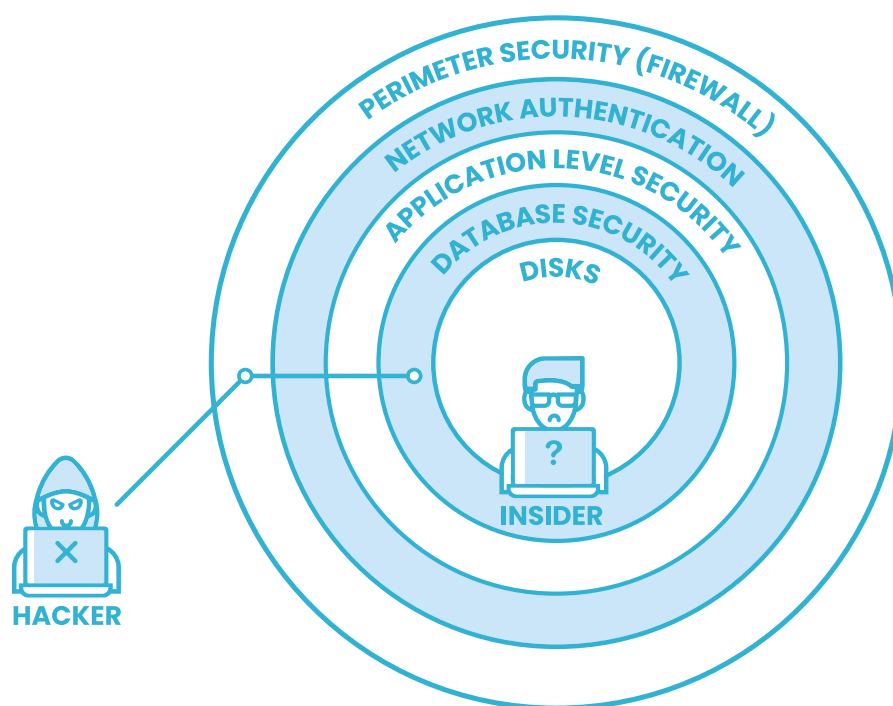 PERIMETER SECURITY (FIREWALL)
NETWORK AUTHENTICATION
APPLICATION LEVEL SECURITY
DATABASE SECURITY
DISKS
?
INSIDER
HACKER